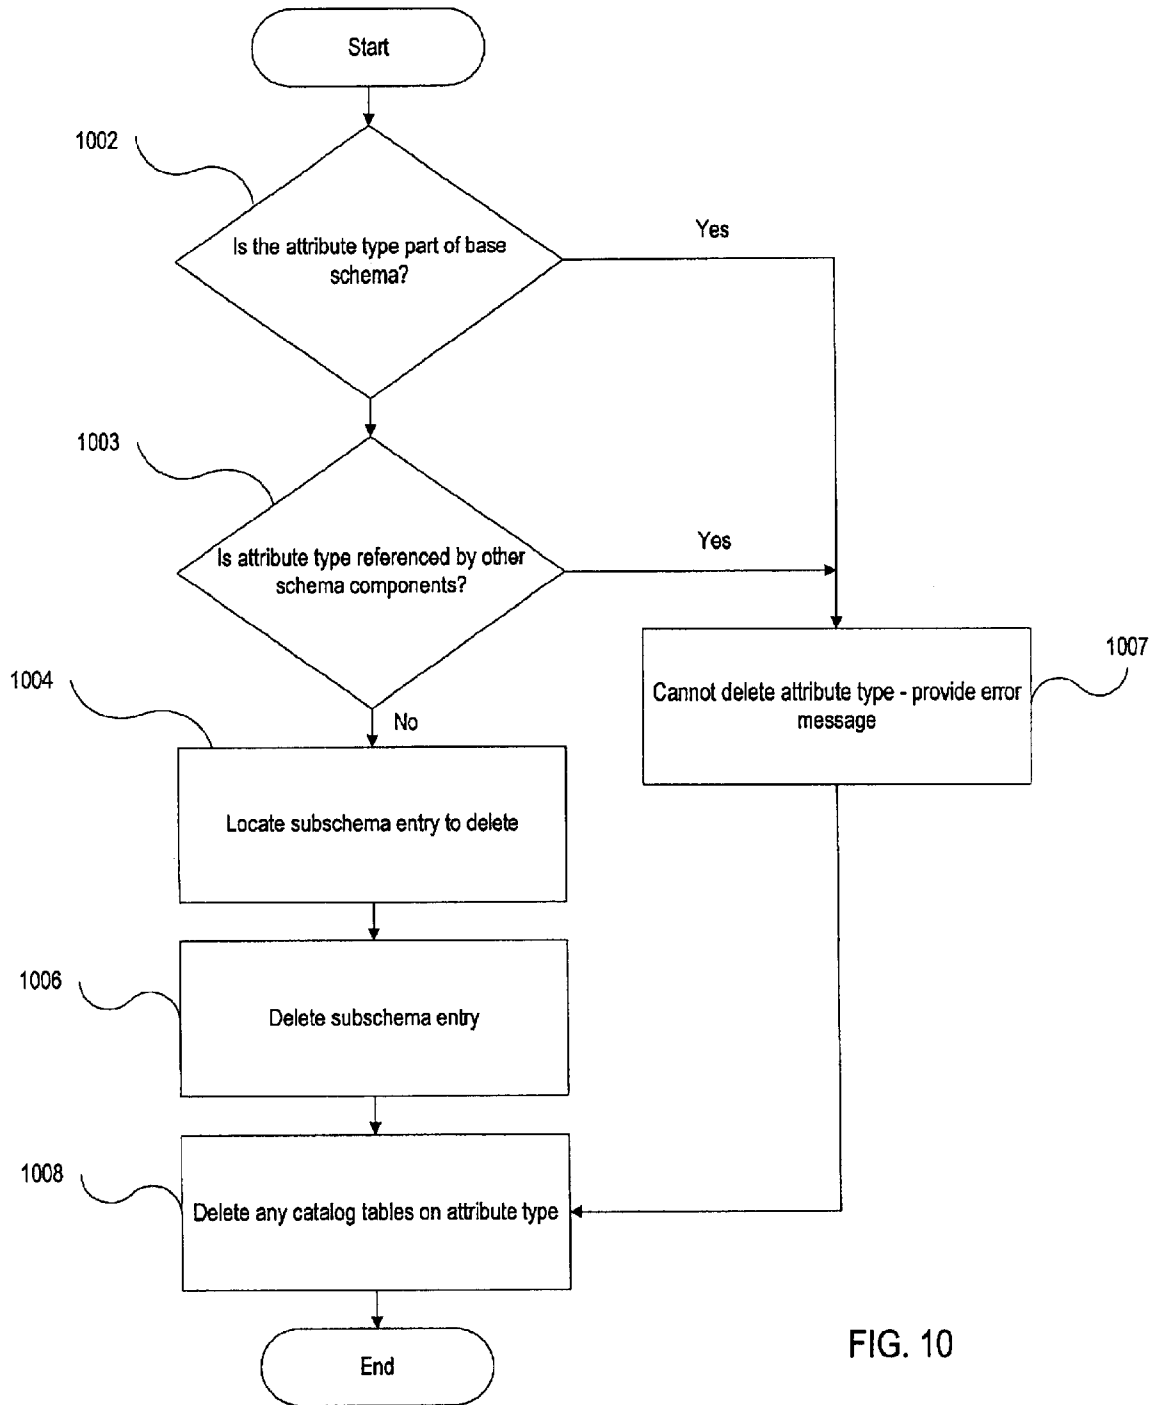 Start
1002
Is the attribute type part of base
schema?
Yes
1003
Is attribute type referenced by other
schema components?
Yes
1004
No
1007
Cannot delete attribute type - provide error
message
Locate subschema entry to delete
1006
Delete subschema entry
1008
Delete any catalog tables on attribute type
End
FIG. 10